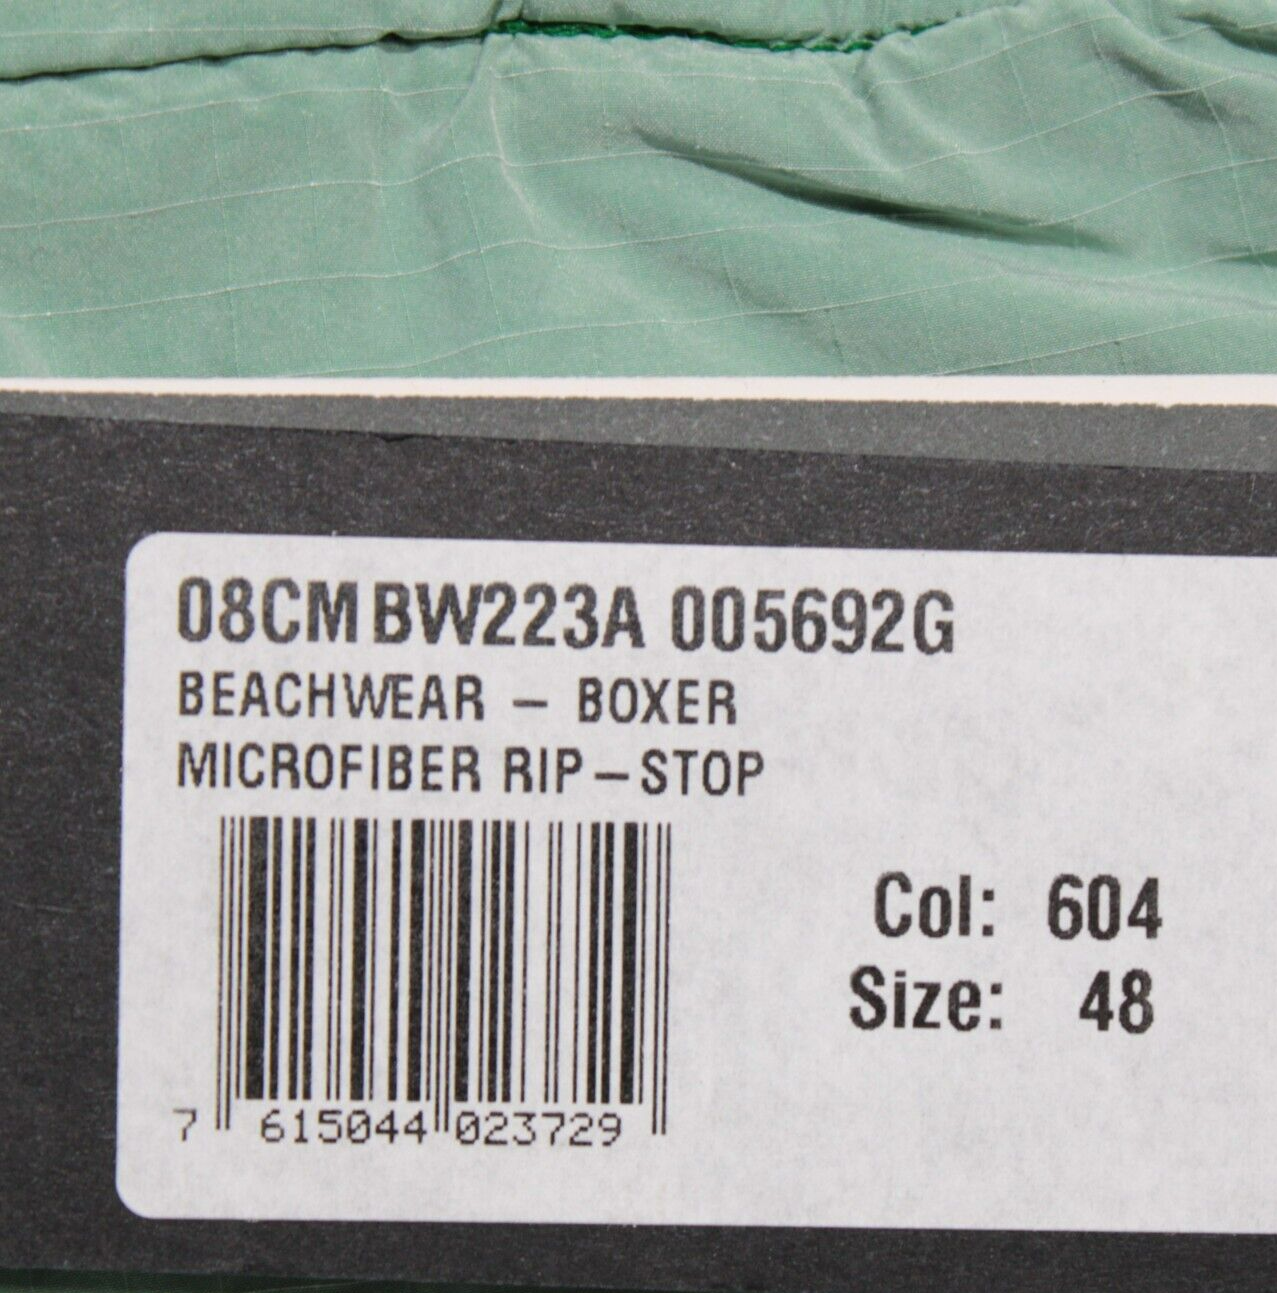 08CMBW223A 005692G
BEACHWEAR - BOXER
MICROFIBER RIP-STOP
Col: 604
Size: 48
7 615044 023729